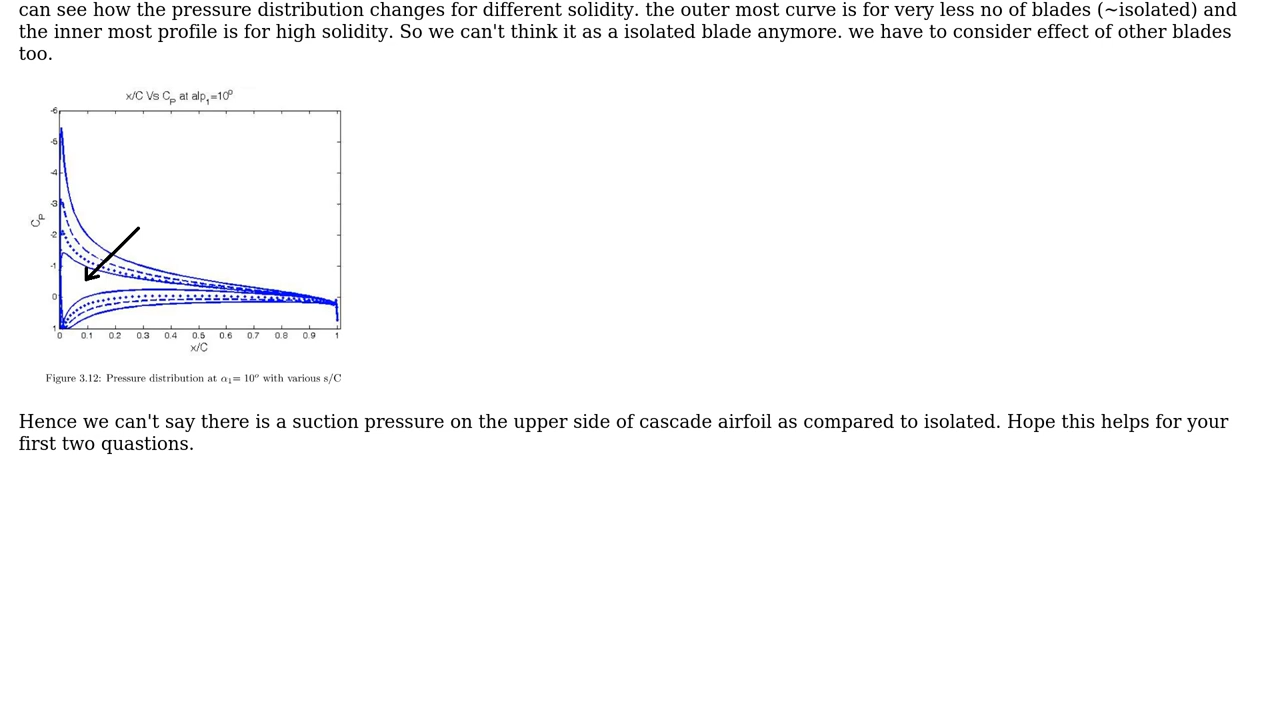 can see how the pressure distribution changes for different solidity. the outer most curve is for very less no of blades (~isolated) and
the inner most profile is for high solidity. So we can't think it as a isolated blade anymore. we have to consider effect of other blades
too.
x/C Vs Cₚ at alp₁=10⁰
-6
-5
-4
-3
-2
-1
0
1
Cₚ
0 0.1 0.2 0.3 0.4 0.5 0.6 0.7 0.8 0.9 1
x/C
Figure 3.12: Pressure distribution at α₁= 10⁰ with various s/C
Hence we can't say there is a suction pressure on the upper side of cascade airfoil as compared to isolated. Hope this helps for your
first two quastions.